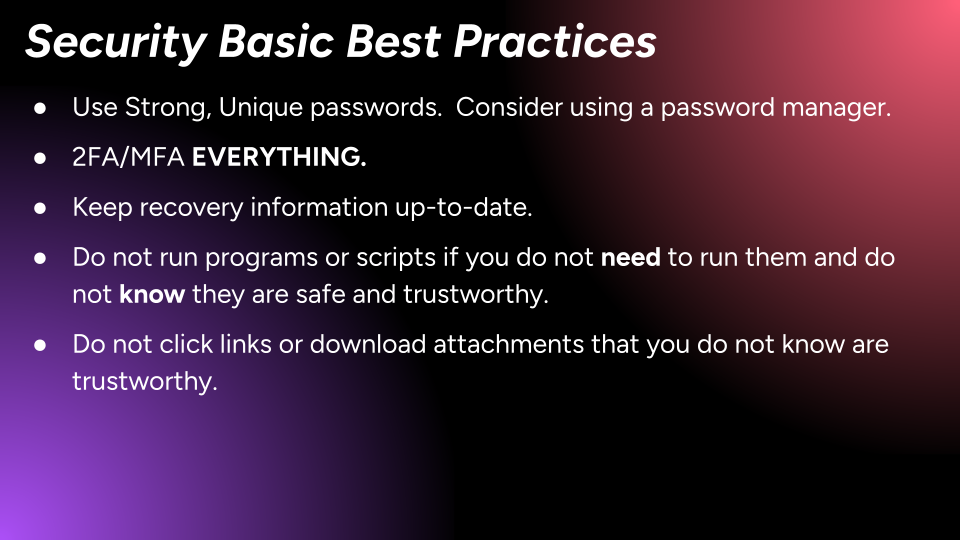 Security Basic Best Practices
● Use Strong, Unique passwords.  Consider using a password manager.
● 2FA/MFA EVERYTHING.
● Keep recovery information up-to-date.
● Do not run programs or scripts if you do not need to run them and do
not know they are safe and trustworthy.
● Do not click links or download attachments that you do not know are
trustworthy.